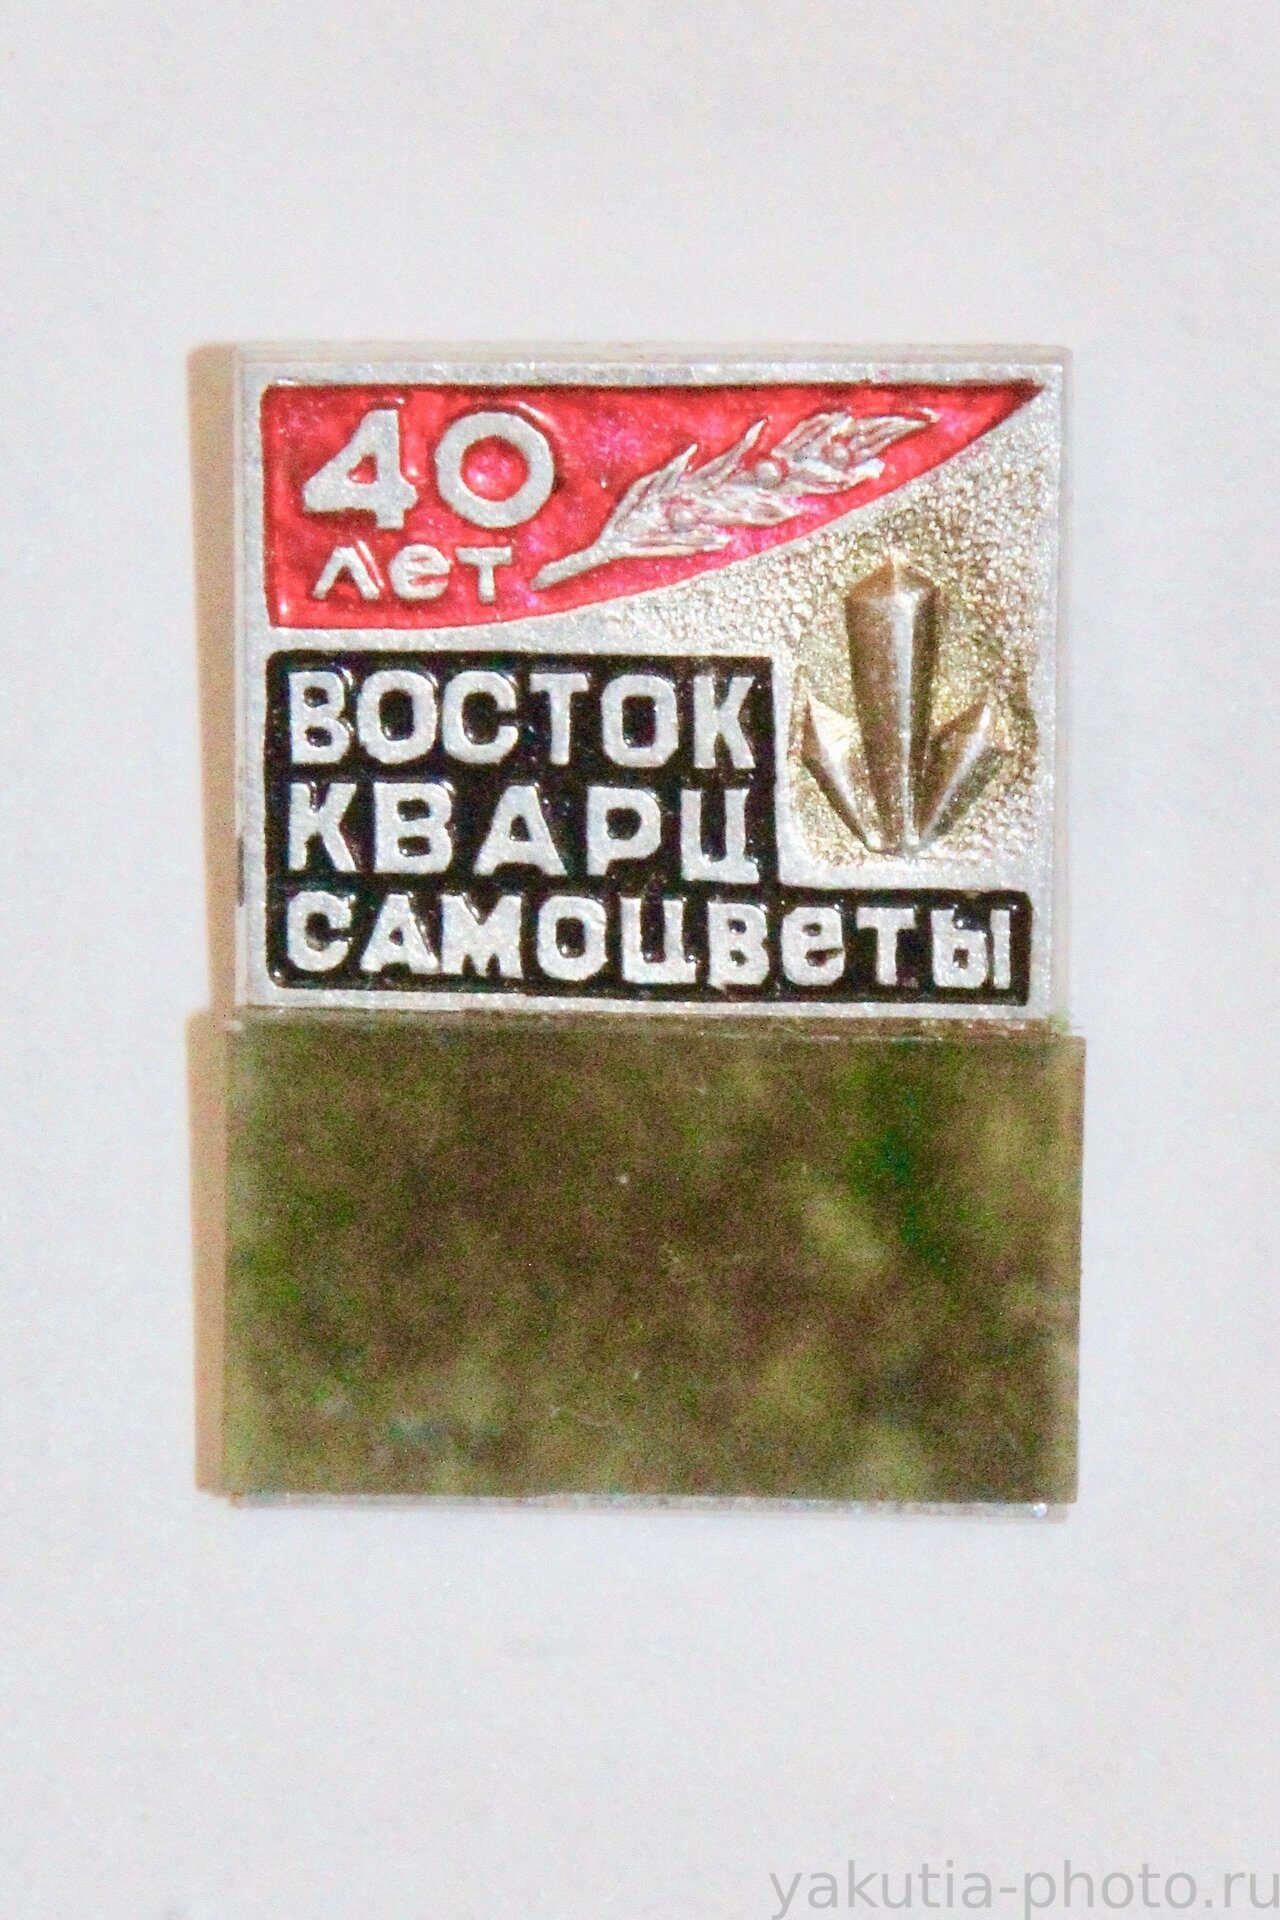 40
лет
ВОСТОК
КВАРЦ
САМОЦВеТЫ
yakutia-photo.ru